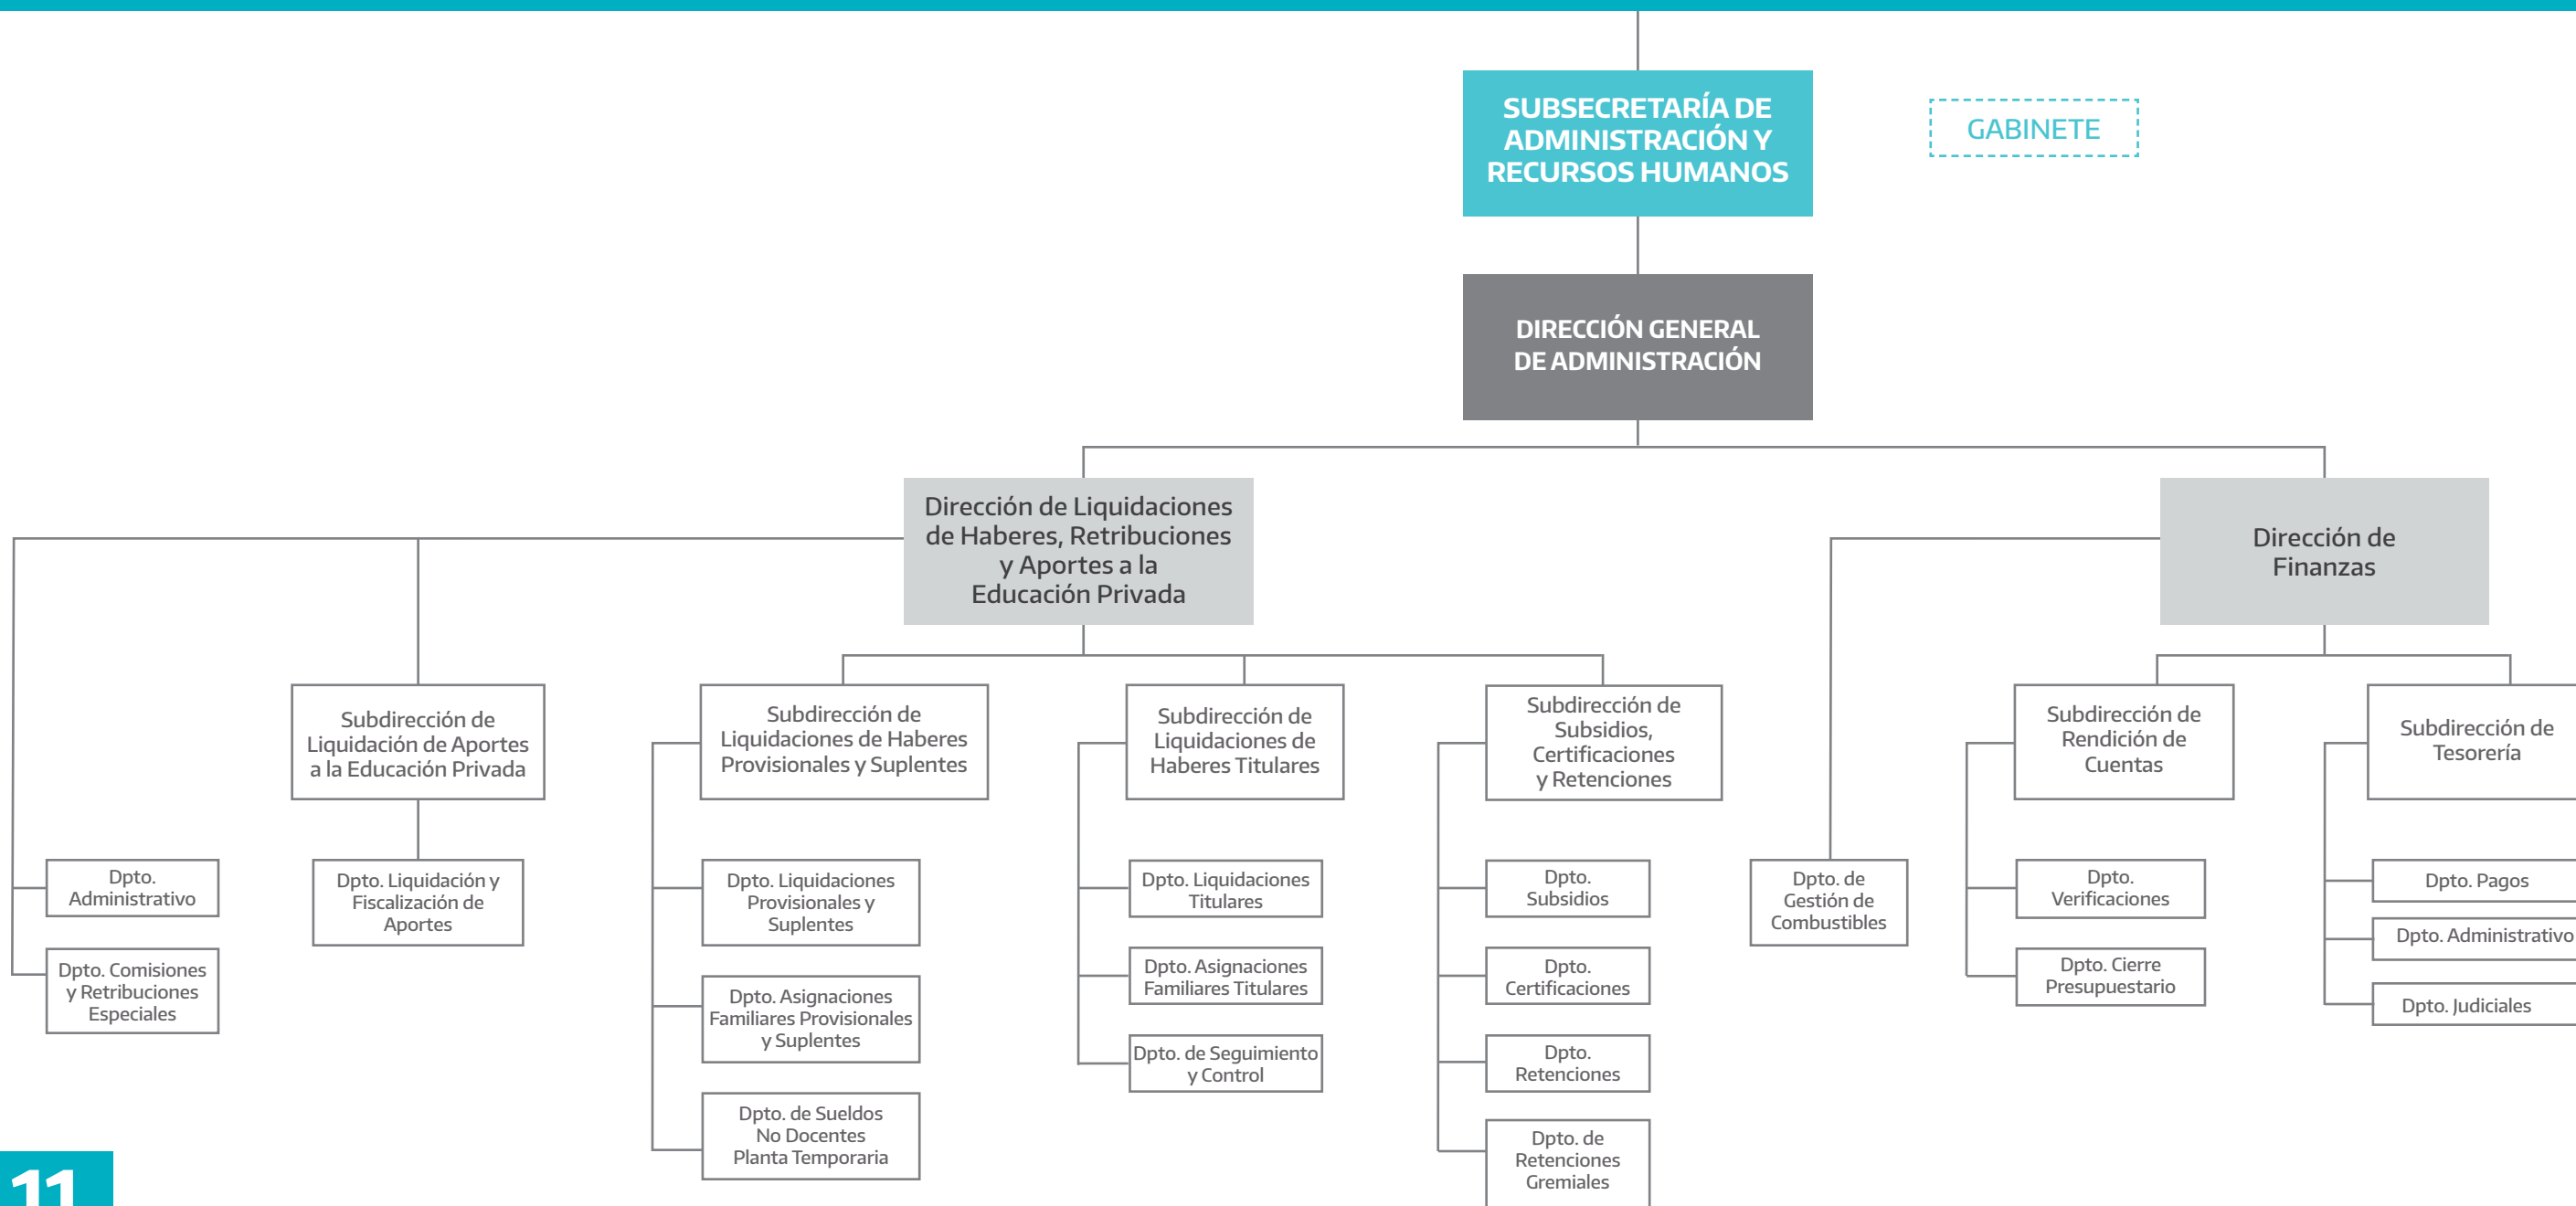 SUBSECRETARÍA DE
ADMINISTRACIÓN Y
RECURSOS HUMANOS
GABINETE
DIRECCIÓN GENERAL
DE ADMINISTRACIÓN
Dirección de Liquidaciones
de Haberes, Retribuciones
y Aportes a la
Educación Privada
Dirección de
Finanzas
Subdirección de
Liquidación de Aportes
a la Educación Privada
Subdirección de
Liquidaciones de Haberes
Provisionales y Suplentes
Subdirección de
Liquidaciones de
Haberes Titulares
Subdirección de
Subsidios,
Certificaciones
y Retenciones
Subdirección de
Rendición de
Cuentas
Subdirección de
Tesorería
Dpto.
Administrativo
Dpto. Comisiones
y Retribuciones
Especiales
Dpto. Liquidación y
Fiscalización de
Aportes
Dpto. Liquidaciones
Provisionales y
Suplentes
Dpto. Asignaciones
Familiares Provisionales
y Suplentes
Dpto. de Sueldos
No Docentes
Planta Temporaria
Dpto. Liquidaciones
Titulares
Dpto. Asignaciones
Familiares Titulares
Dpto. de Seguimiento
y Control
Dpto.
Subsidios
Dpto.
Certificaciones
Dpto.
Retenciones
Dpto. de
Retenciones
Gremiales
Dpto. de
Gestión de
Combustibles
Dpto.
Verificaciones
Dpto. Cierre
Presupuestario
Dpto. Pagos
Dpto. Administrativo
Dpto. Judiciales
11